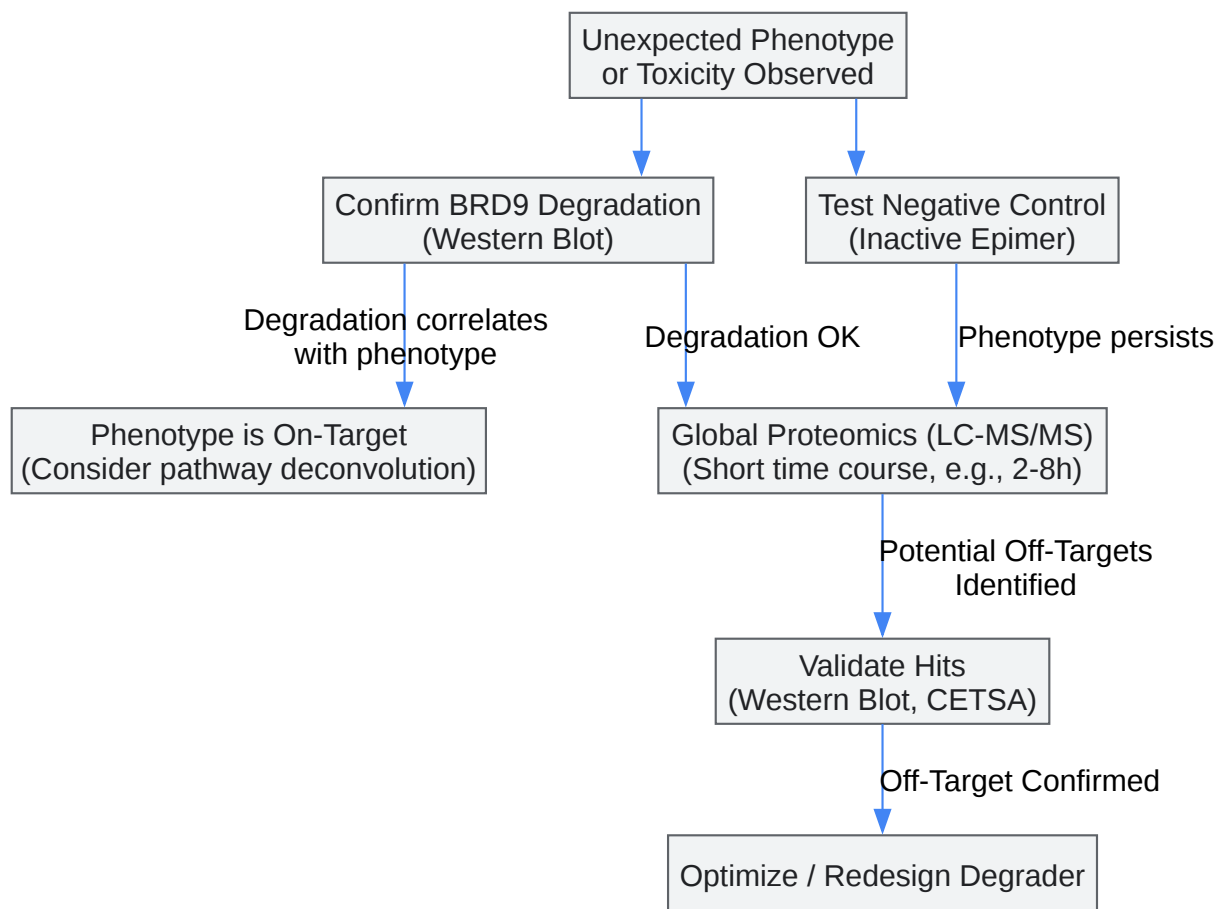 Unexpected Phenotype
or Toxicity Observed
Confirm BRD9 Degradation
(Western Blot)
Test Negative Control
(Inactive Epimer)
Degradation correlates
with phenotype
Degradation OK
Phenotype persists
Phenotype is On-Target
(Consider pathway deconvolution)
Global Proteomics (LC-MS/MS)
(Short time course, e.g., 2-8h)
Potential Off-Targets
Identified
Validate Hits
(Western Blot, CETSA)
Off-Target Confirmed
Optimize / Redesign Degrader